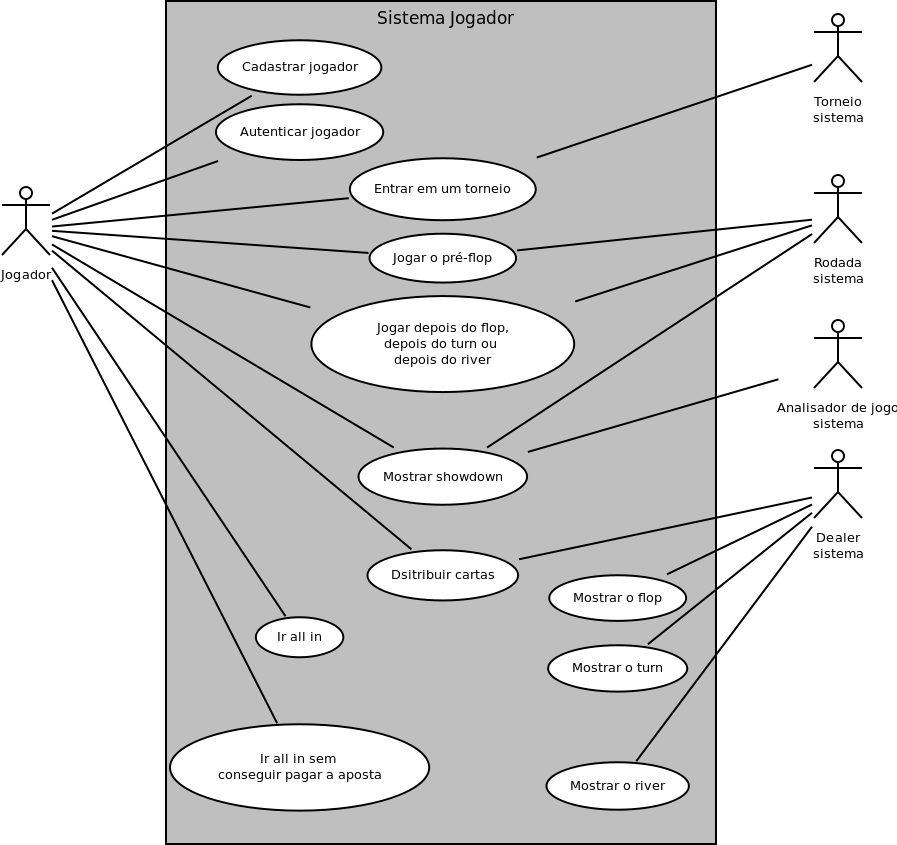 Sistema Jogador
Cadastrar jogador
Autenticar jogador
Entrar em um torneio
Jogar o pré-flop
Jogar depois do flop,
depois do turn ou
depois do river
Mostrar showdown
Dsitribuir cartas
Mostrar o flop
Ir all in
Mostrar o turn
Ir all in sem
conseguir pagar a aposta
Mostrar o river
Jogador
Torneio
sistema
Rodada
sistema
Analisador de jogo
sistema
Dealer
sistema